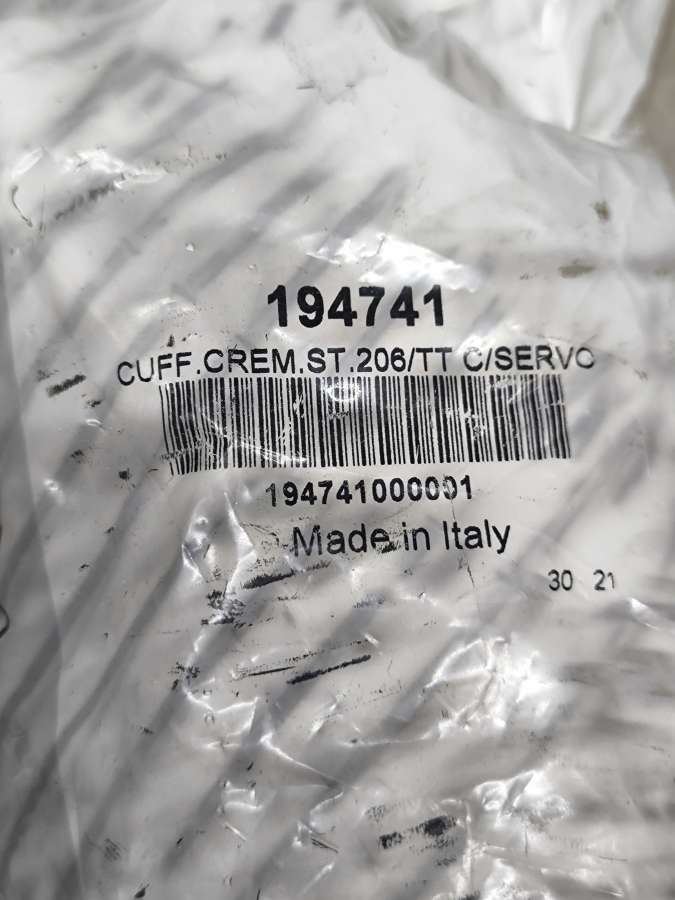 194741
CUFF.CREM.ST.206/TT C/SERVO
194741000001
Made in Italy
30 21